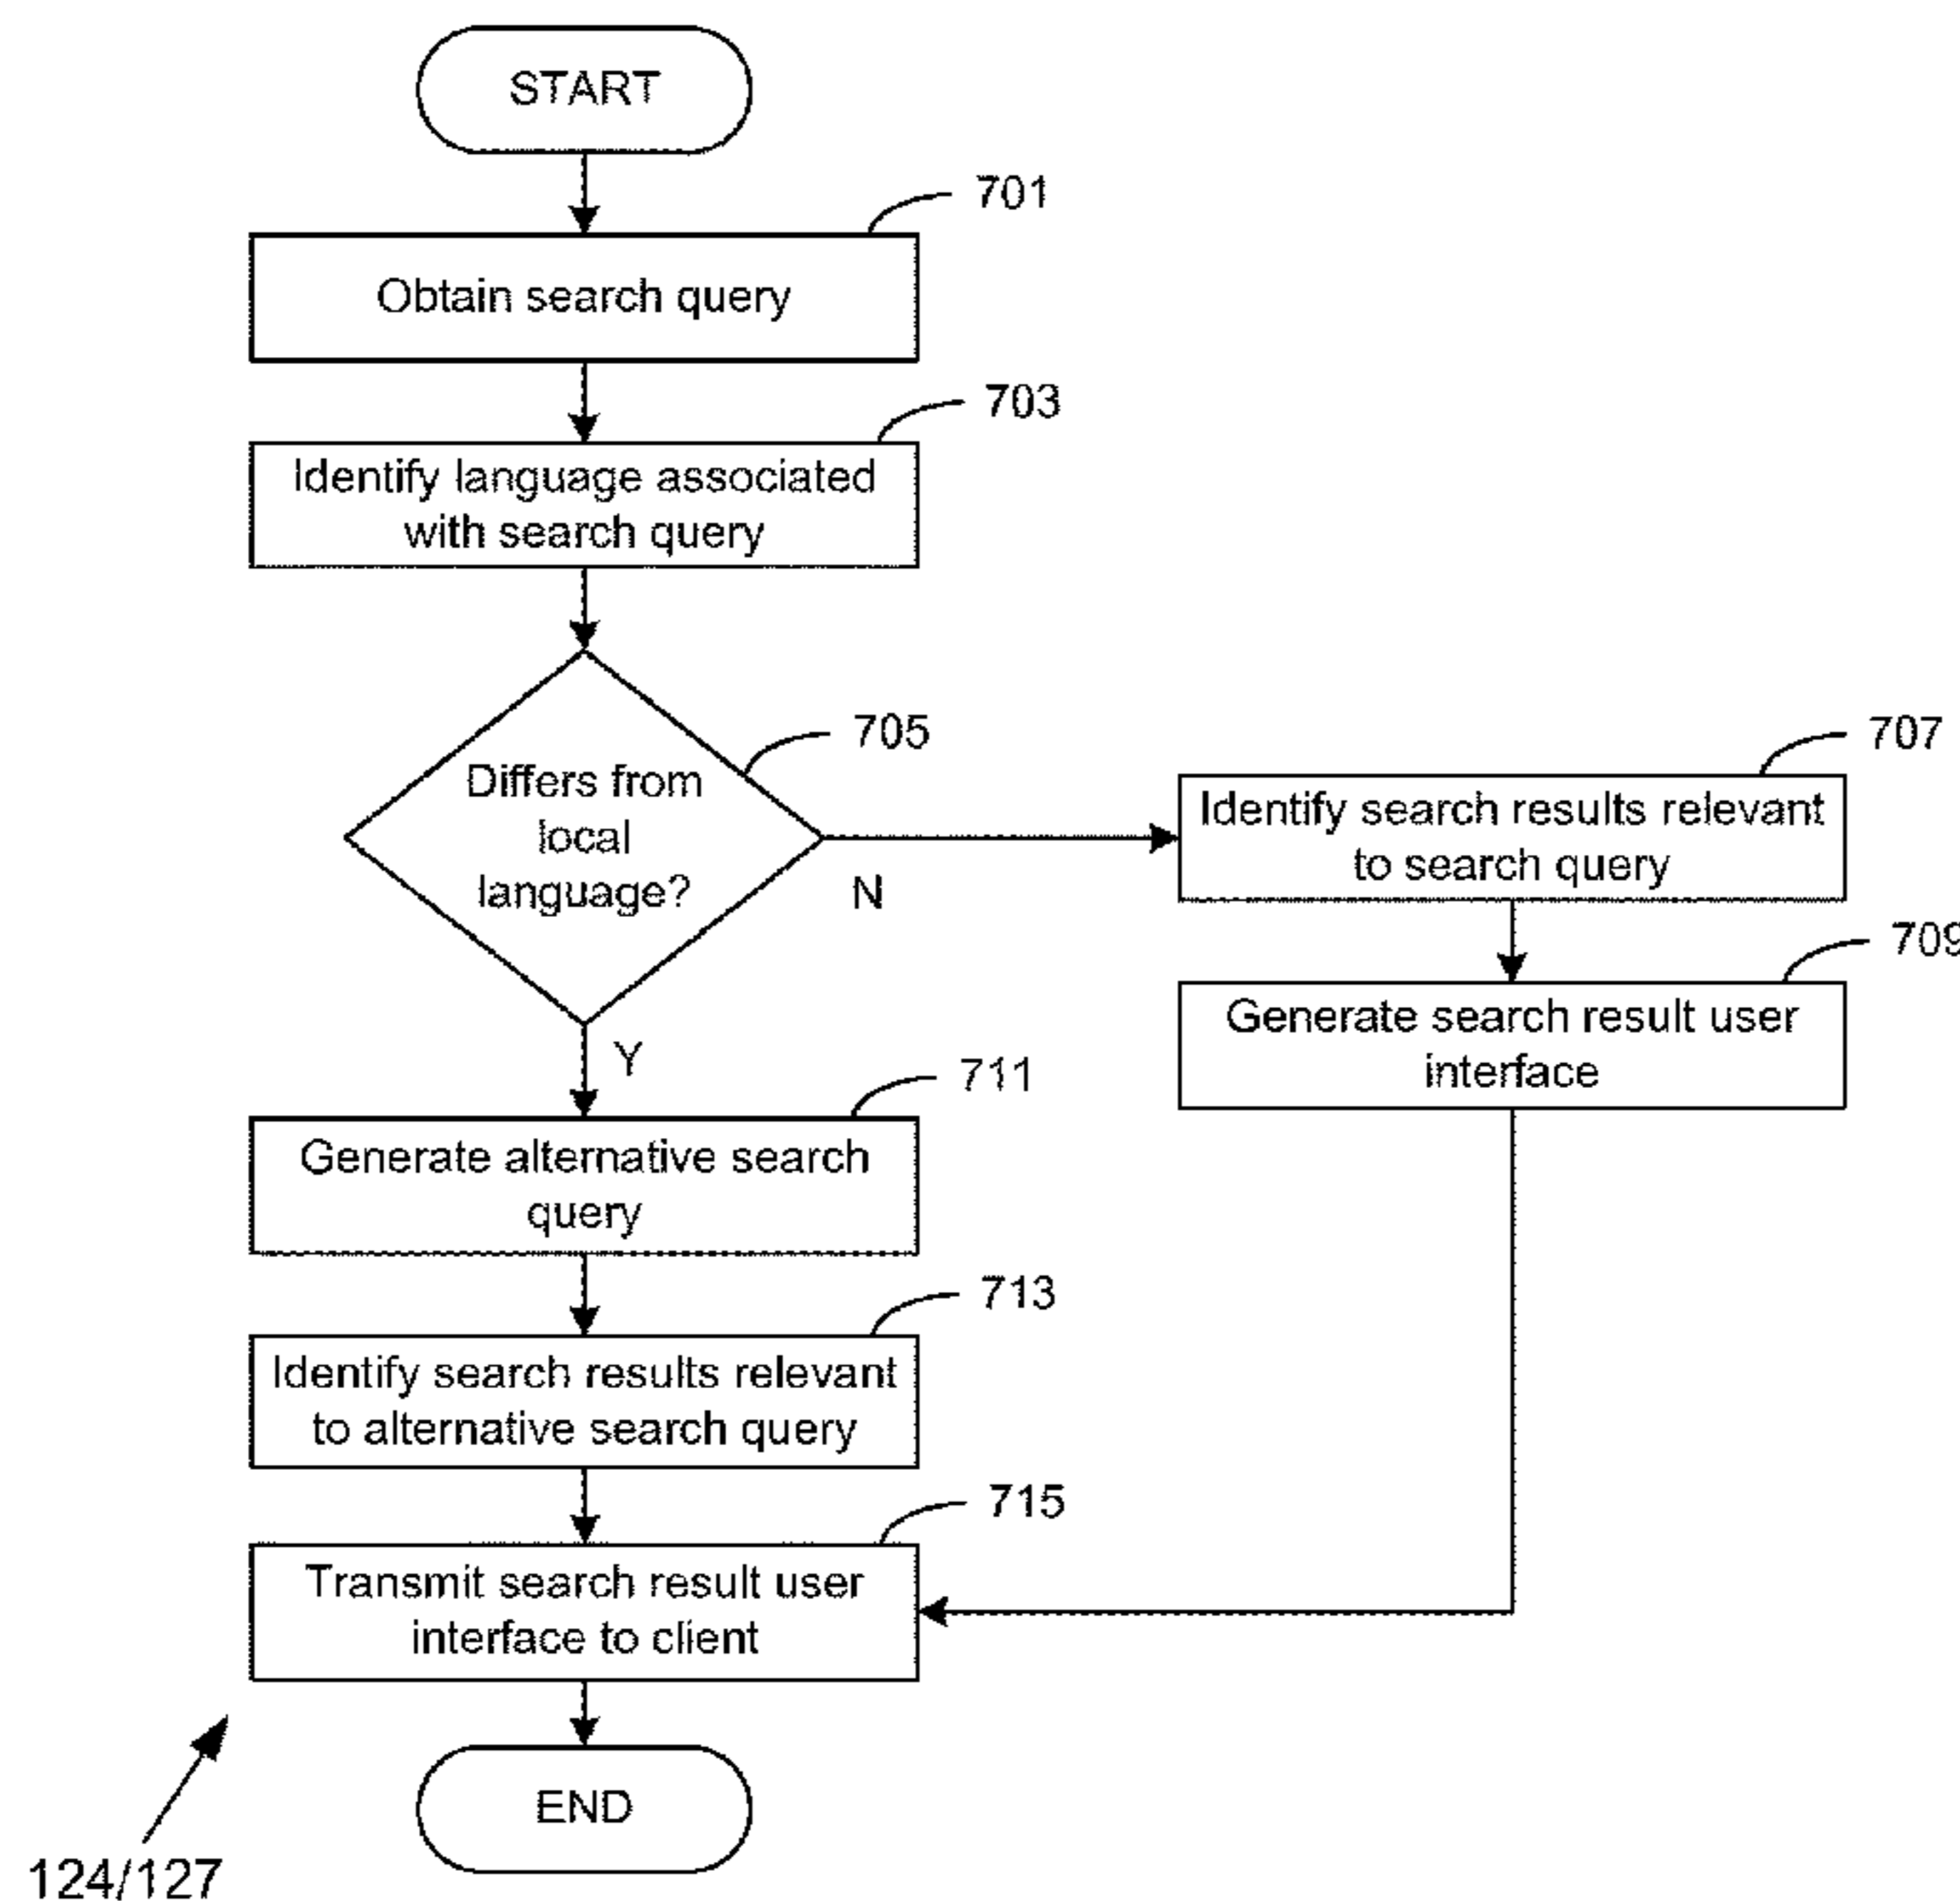 START
701
Obtain search query
703
Identify language associated
with search query
705
Differs from
local
language?
N
Y
707
Identify search results relevant
to search query
709
Generate search result user
interface
711
Generate alternative search
query
713
Identify search results relevant
to alternative search query
715
Transmit search result user
interface to client
END
124/127